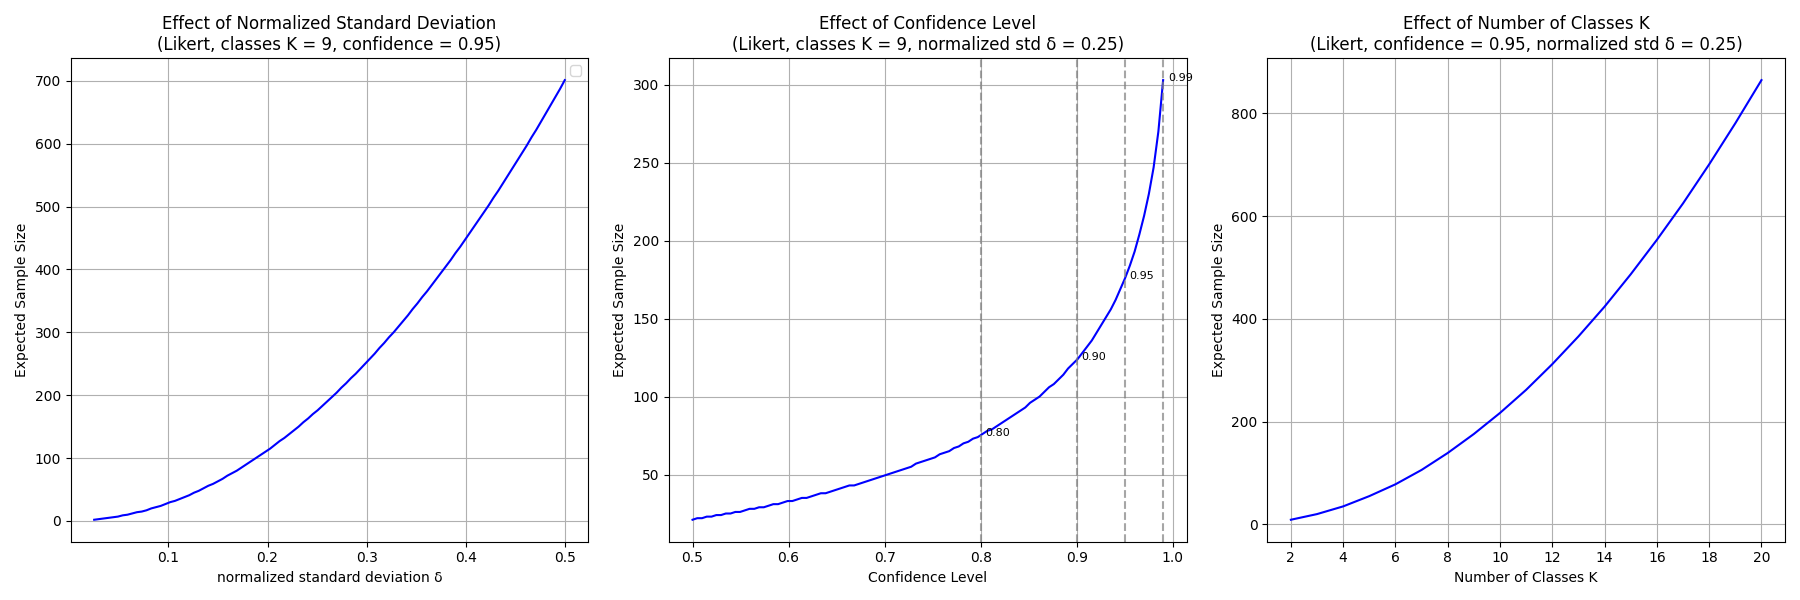 Effect of Normalized Standard Deviation
(Likert, classes K = 9, confidence = 0.95)
700
600
500
400
300
200
100
0
0.1 0.2 0.3 0.4 0.5
Expected Sample Size
normalized standard deviation δ
Effect of Confidence Level
(Likert, classes K = 9, normalized std δ = 0.25)
300
250
200
150
100
50
0.99
0.95
0.90
0.80
0.5 0.6 0.7 0.8 0.9 1.0
Expected Sample Size
Confidence Level
Effect of Number of Classes K
(Likert, confidence = 0.95, normalized std δ = 0.25)
800
600
400
200
0
2 4 6 8 10 12 14 16 18 20
Expected Sample Size
Number of Classes K